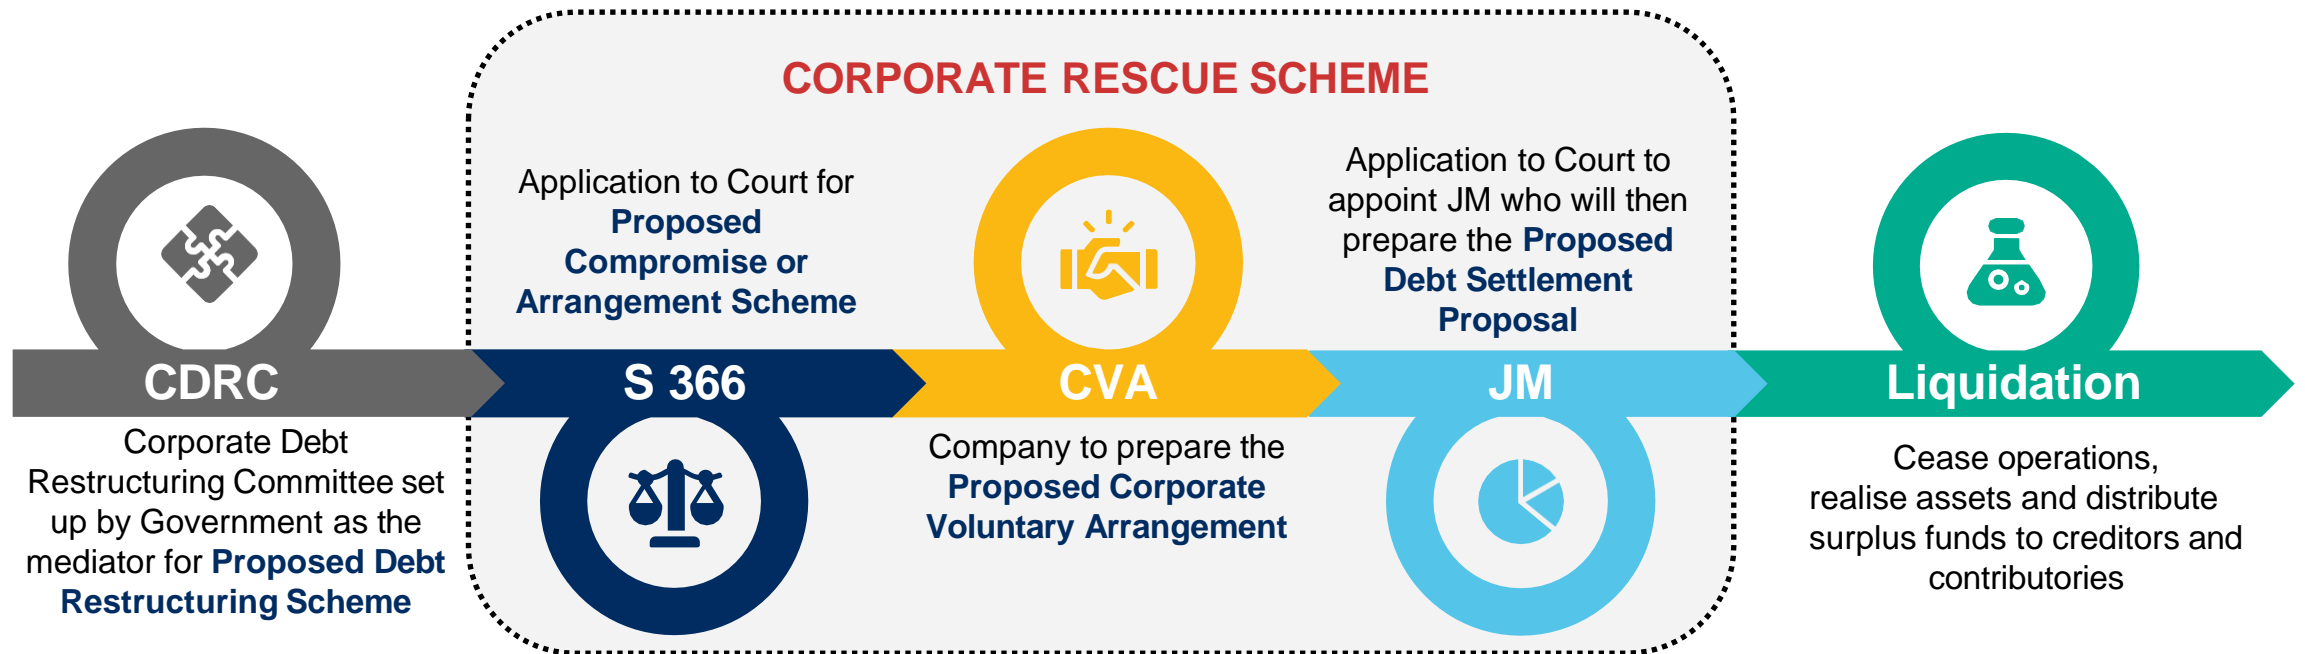 CORPORATE RESCUE SCHEME
CDRC
Corporate Debt
Restructuring Committee set
up by Government as the
mediator for Proposed Debt
Restructuring Scheme
Application to Court for
Proposed
Compromise or
Arrangement Scheme
S 366
CVA
Company to prepare the
Proposed Corporate
Voluntary Arrangement
Application to Court to
appoint JM who will then
prepare the Proposed
Debt Settlement
Proposal
JM
Liquidation
Cease operations,
realise assets and distribute
surplus funds to creditors and
contributories